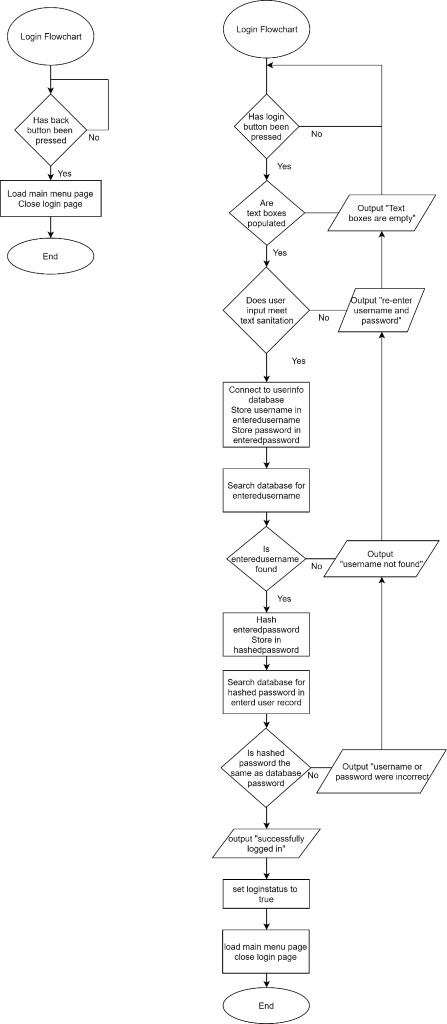 Login Flowchart
Has back
button been
pressed
No
Yes
Load main menu page
Close login page
End
Login Flowchart
Has login
button been
pressed
No
Yes
Are
text boxes
populated
Output "Text
boxes are empty"
Yes
Does user
input meet
text sanitation
No
Output "re-enter
username and
password"
Yes
Connect to userinfo
database
Store username in
enteredusername
Store password in
enteredpassword
Search database for
enteredusername
Is
enteredusername
found
No
Output
"username not found"
Yes
Hash
enteredpassword
Store in
hashedpassword
Search database for
hashed password in
enterd user record
Is hashed
password the
same as database
password
No
Output "username or
password were incorrect
output "successfully
logged in"
set loginstatus to
true
load main menu page
close login page
End